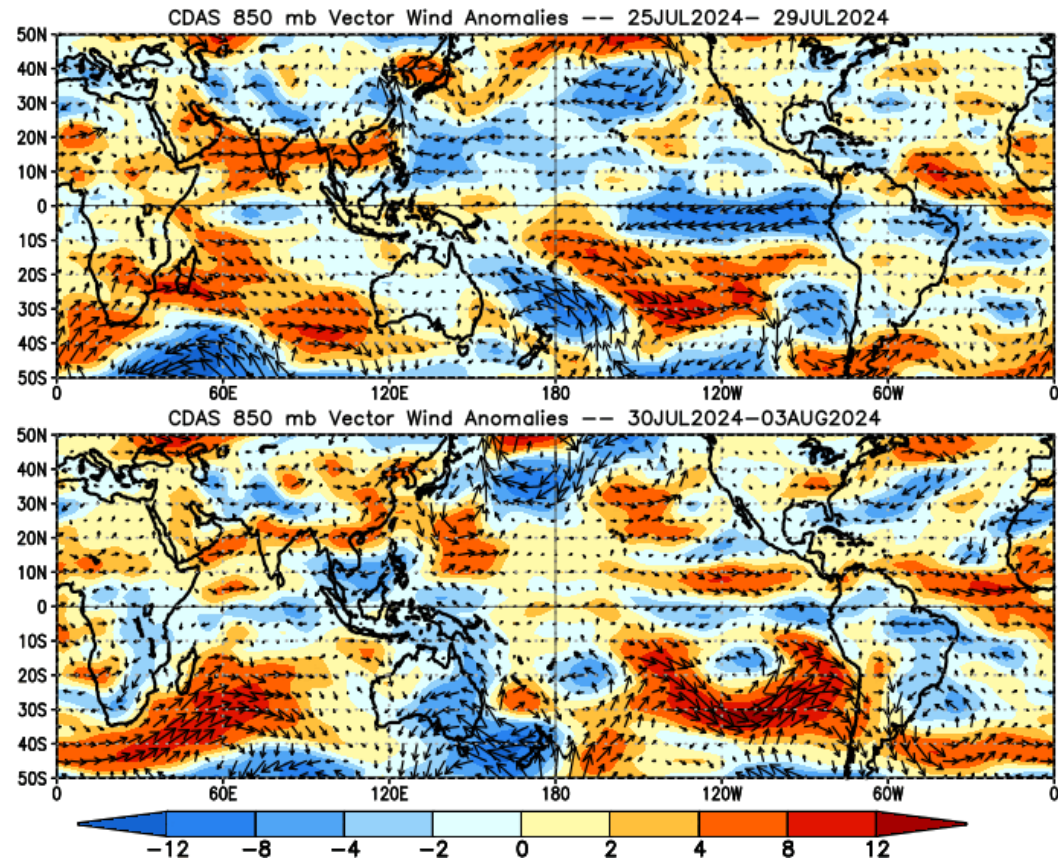 CDAS 850 mb Vector Wind Anomalies -- 25JUL2024- 29JUL2024
50N
40N
30N
20N
10N
0
10S
20S
30S
40S
50S
0 60E 120E 180 120W 60W 0
CDAS 850 mb Vector Wind Anomalies -- 30JUL2024-03AUG2024
50N
40N
30N
20N
10N
0
10S
20S
30S
40S
50S
0 60E 120E 180 120W 60W 0
-12 -8 -4 -2 0 2 4 8 12